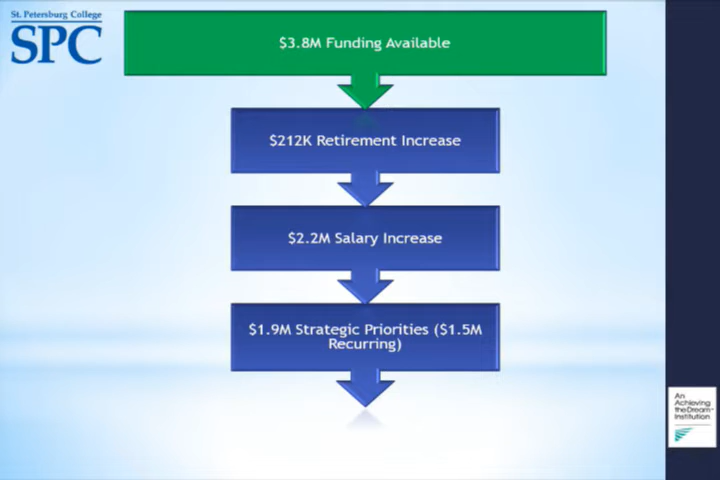 St. Petersburg College
SPC
$3.8M Funding Available
$212K Retirement Increase
$2.2M Salary Increase
$1.9M Strategic Priorities ($1.5M
Recurring)
An
Achieving
the Dream
Institution